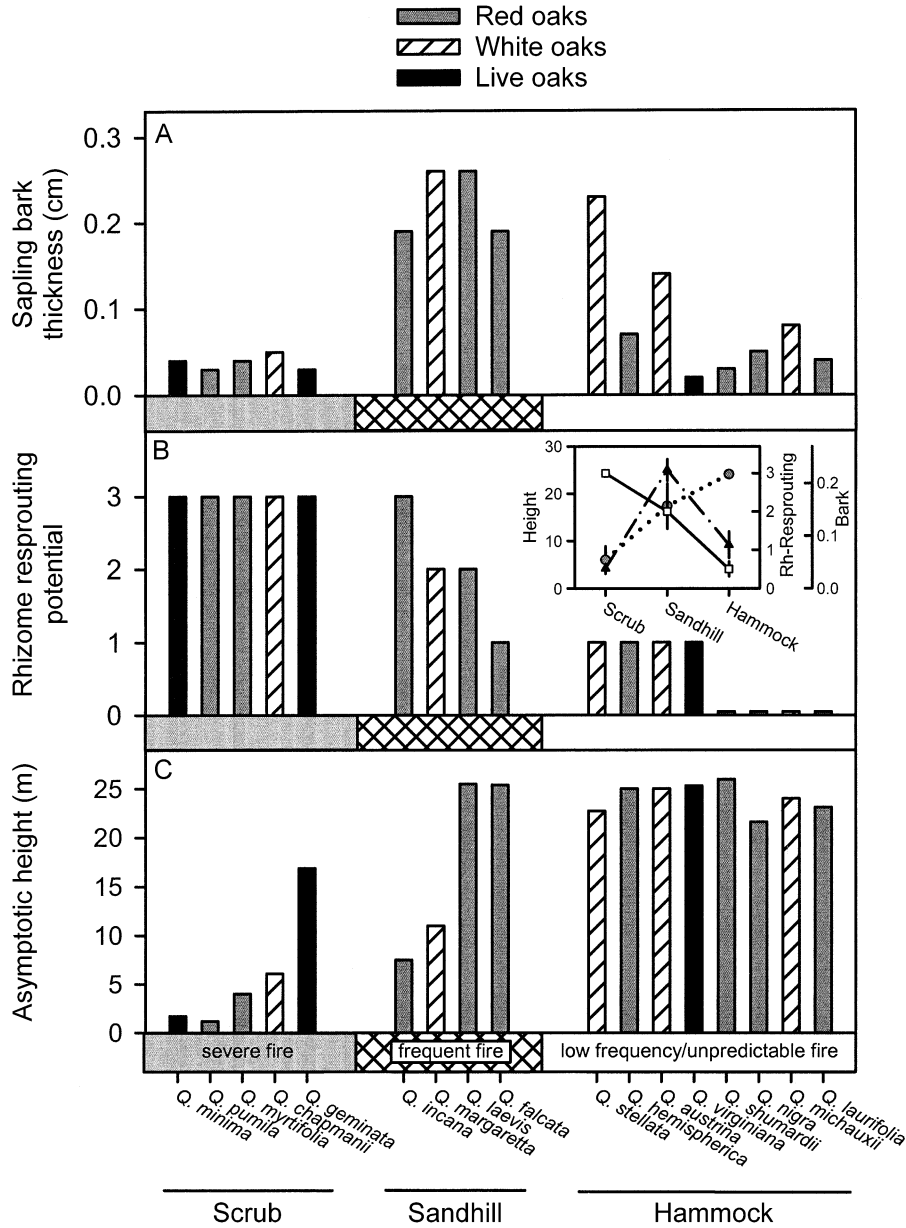 Red oaks
White oaks
Live oaks
A
Sapling bark
thickness (cm)
0.3
0.2
0.1
0.0
B
Rhizome resprouting
potential
3
2
1
0
Height
30
20
10
0
3
2
1
0
Rh-Resprouting
0.2
0.1
0.0
Bark
Scrub
Sandhill
Hammock
C
Asymptotic height (m)
25
20
15
10
5
0
severe fire
frequent fire
low frequency/unpredictable fire
Q. minima
Q. pumila
Q. myrtifolia
Q. chapmanii
Q. geminata
Q. incana
Q. margaretta
Q. laevis
Q. falcata
Q. stellata
Q. hemispherica
Q. austrina
Q. virginiana
Q. shumardii
Q. nigra
Q. michauxii
Q. laurifolia
Scrub
Sandhill
Hammock